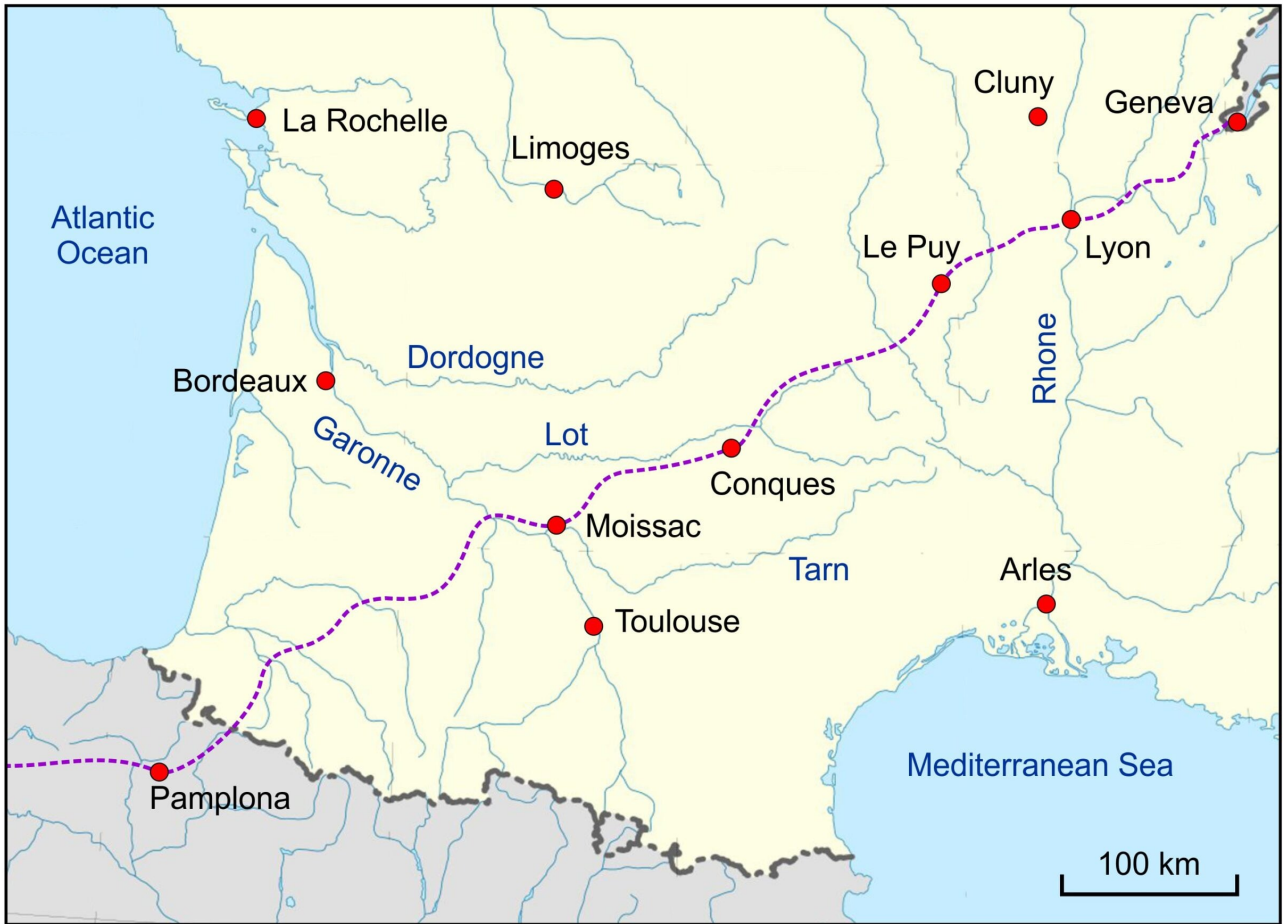 Cluny
Geneva
La Rochelle
Limoges
Atlantic
Ocean
Le Puy
Lyon
Rhone
Dordogne
Bordeaux
Garonne
Lot
Conques
Moissac
Tarn
Arles
Toulouse
Mediterranean Sea
Pamplona
100 km